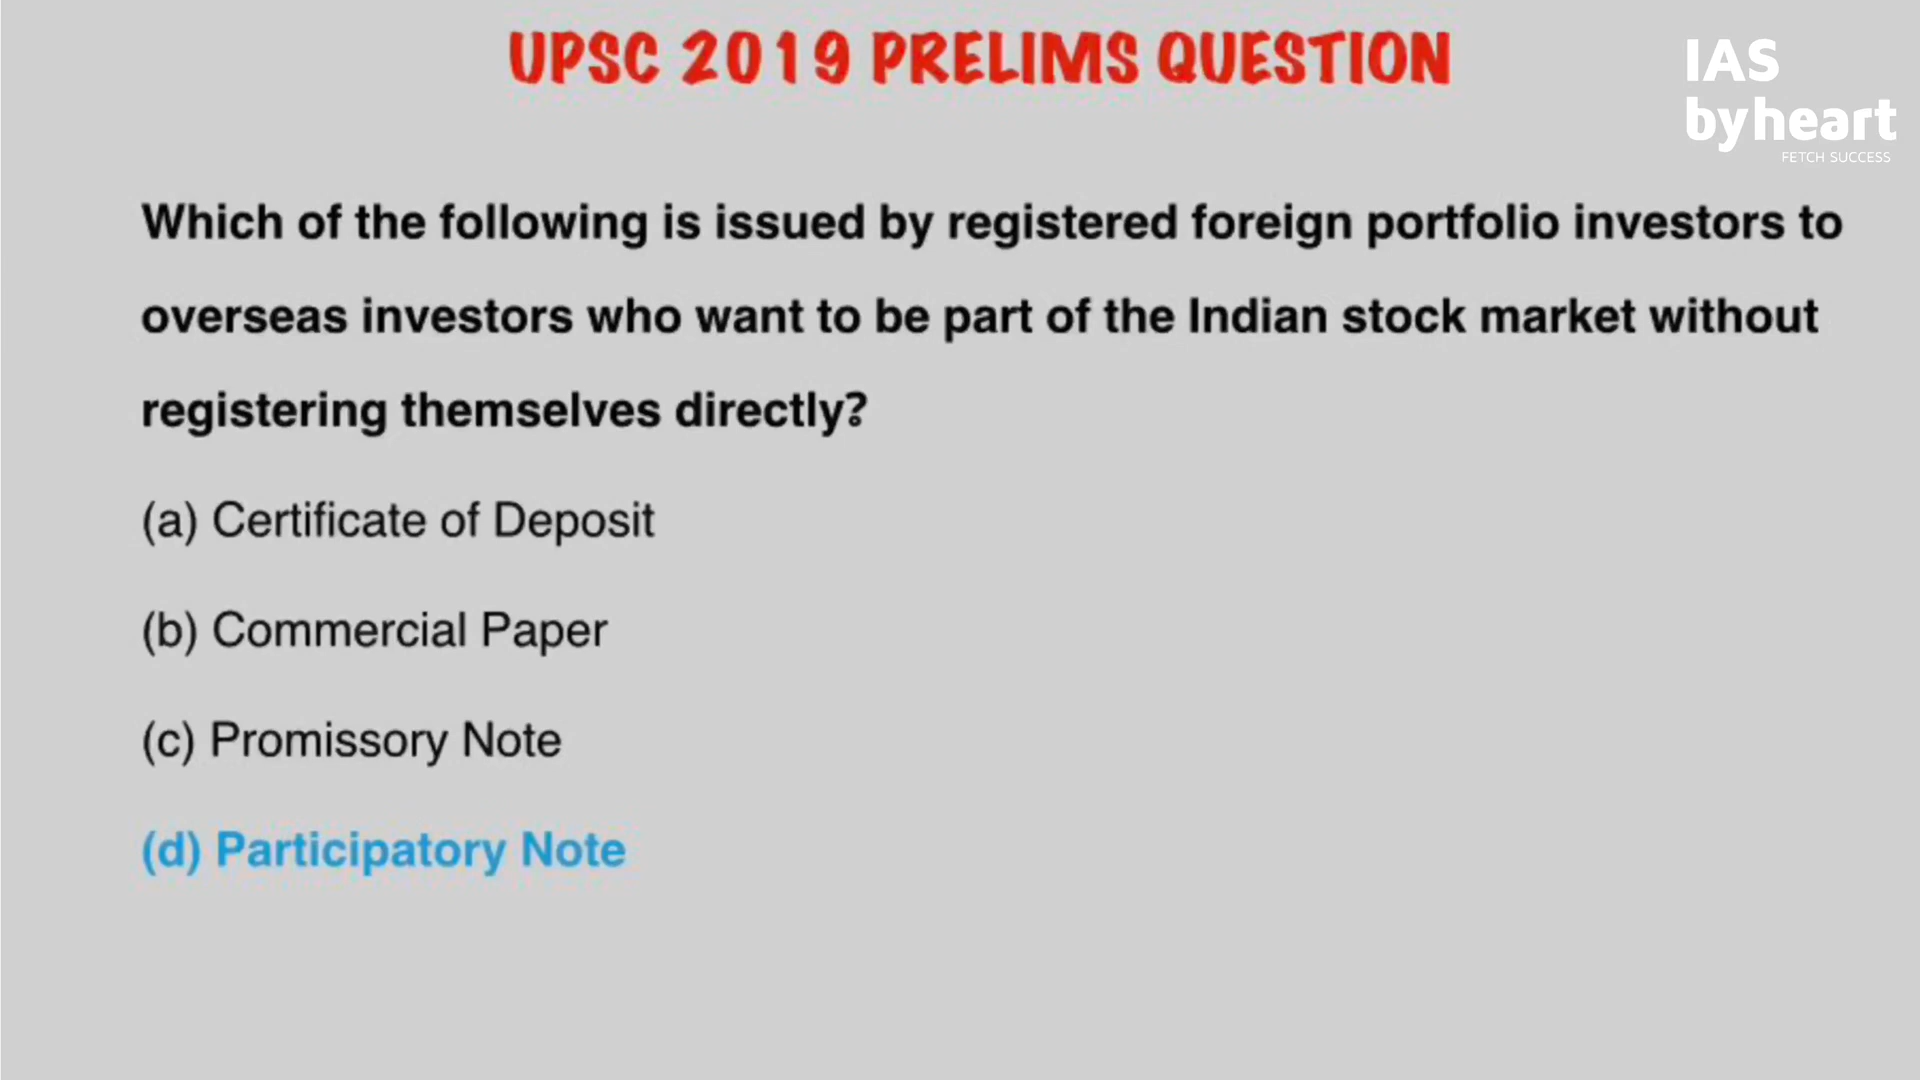 UPSC 2019 PRELIMS QUESTION
IAS
byheart
FETCH SUCCESS
Which of the following is issued by registered foreign portfolio investors to
overseas investors who want to be part of the Indian stock market without
registering themselves directly?
(a) Certificate of Deposit
(b) Commercial Paper
(c) Promissory Note
(d) Participatory Note